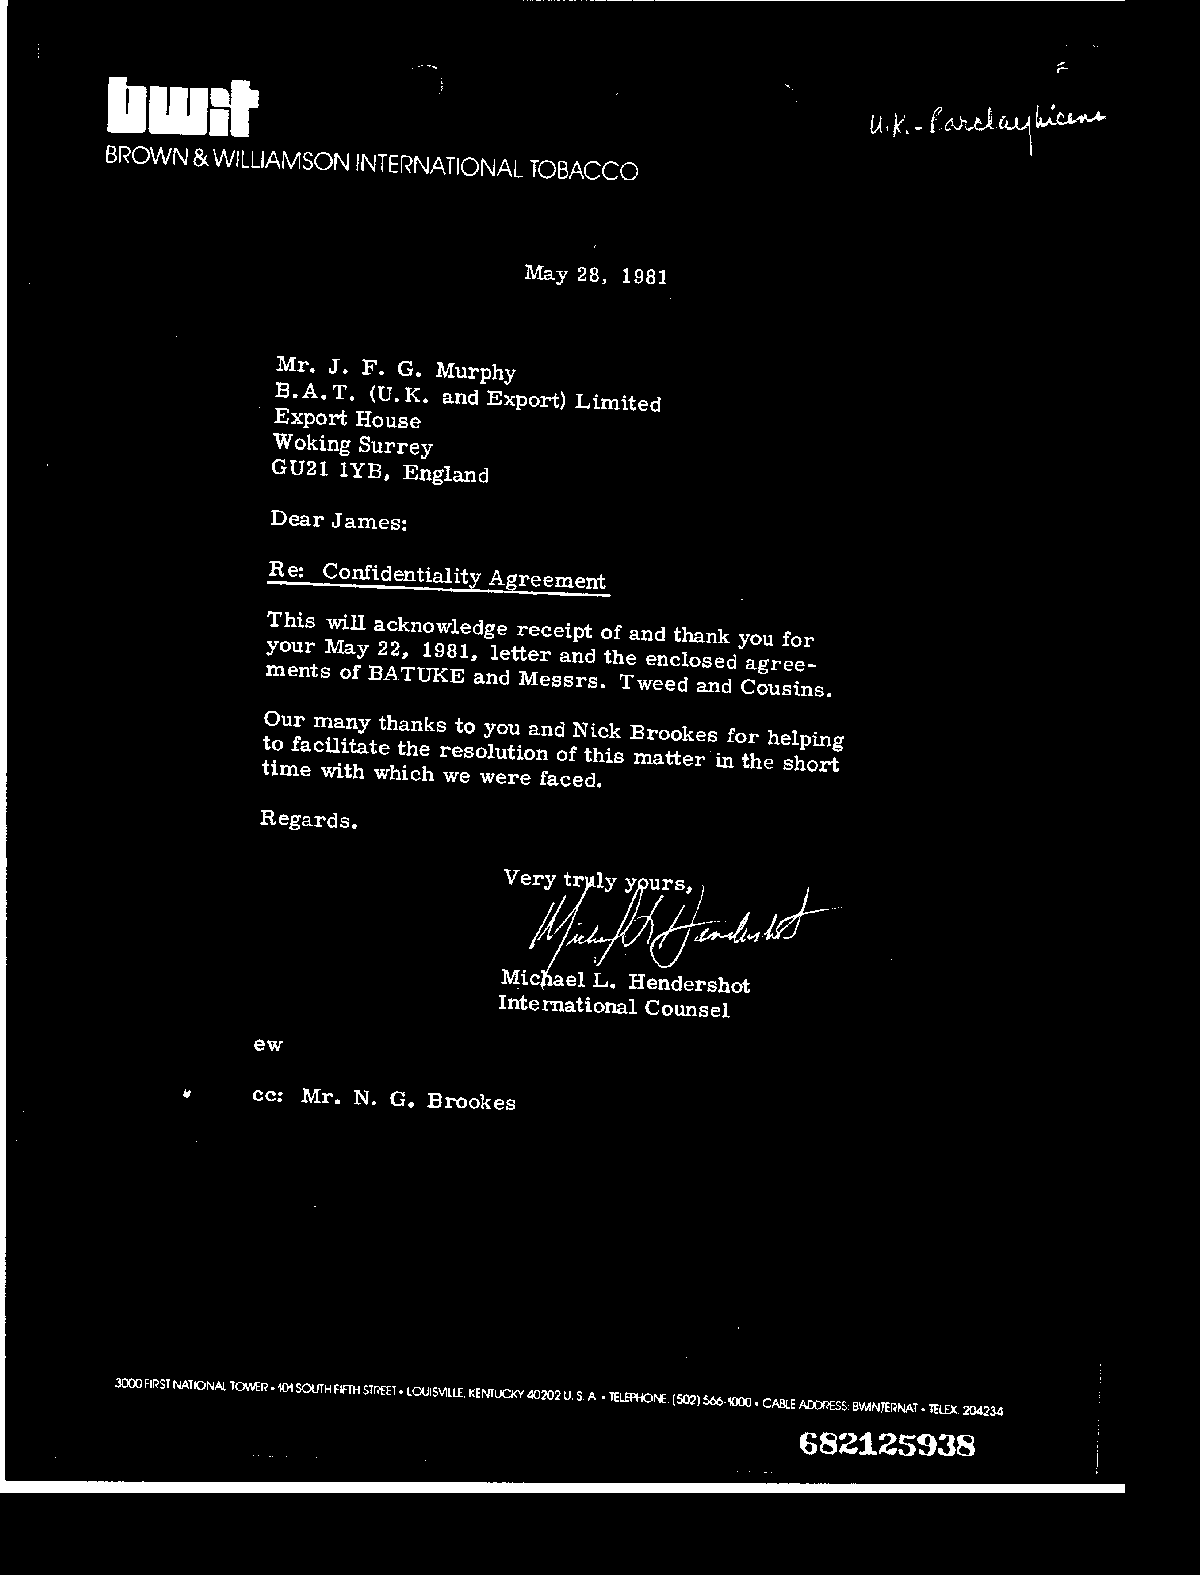 bwit
BROWN & WILLIAMSON INTERNATIONAL TOBACCO
U.K. - Barclay
May 28, 1981
Mr. J. F. G. Murphy
B.A.T. (U.K. and Export) Limited
Export House
Woking Surrey
GU21 1YB, England
Dear James:
Re: Confidentiality Agreement
This will acknowledge receipt of and thank you for
your May 22, 1981, letter and the enclosed agree-
ments of BATUKE and Messrs. Tweed and Cousins.
Our many thanks to you and Nick Brookes for helping
to facilitate the resolution of this matter in the short
time with which we were faced.
Regards.
Very truly yours,
Michael L. Hendershot
Michael L. Hendershot
International Counsel
ew
cc: Mr. N. G. Brookes
3000 FIRST NATIONAL TOWER • 101 SOUTH FIFTH STREET • LOUISVILLE, KENTUCKY 40202 U. S. A. • TELEPHONE: (502) 566-1000 • CABLE ADDRESS: BWINTERNAT • TELEX: 204234
682125938